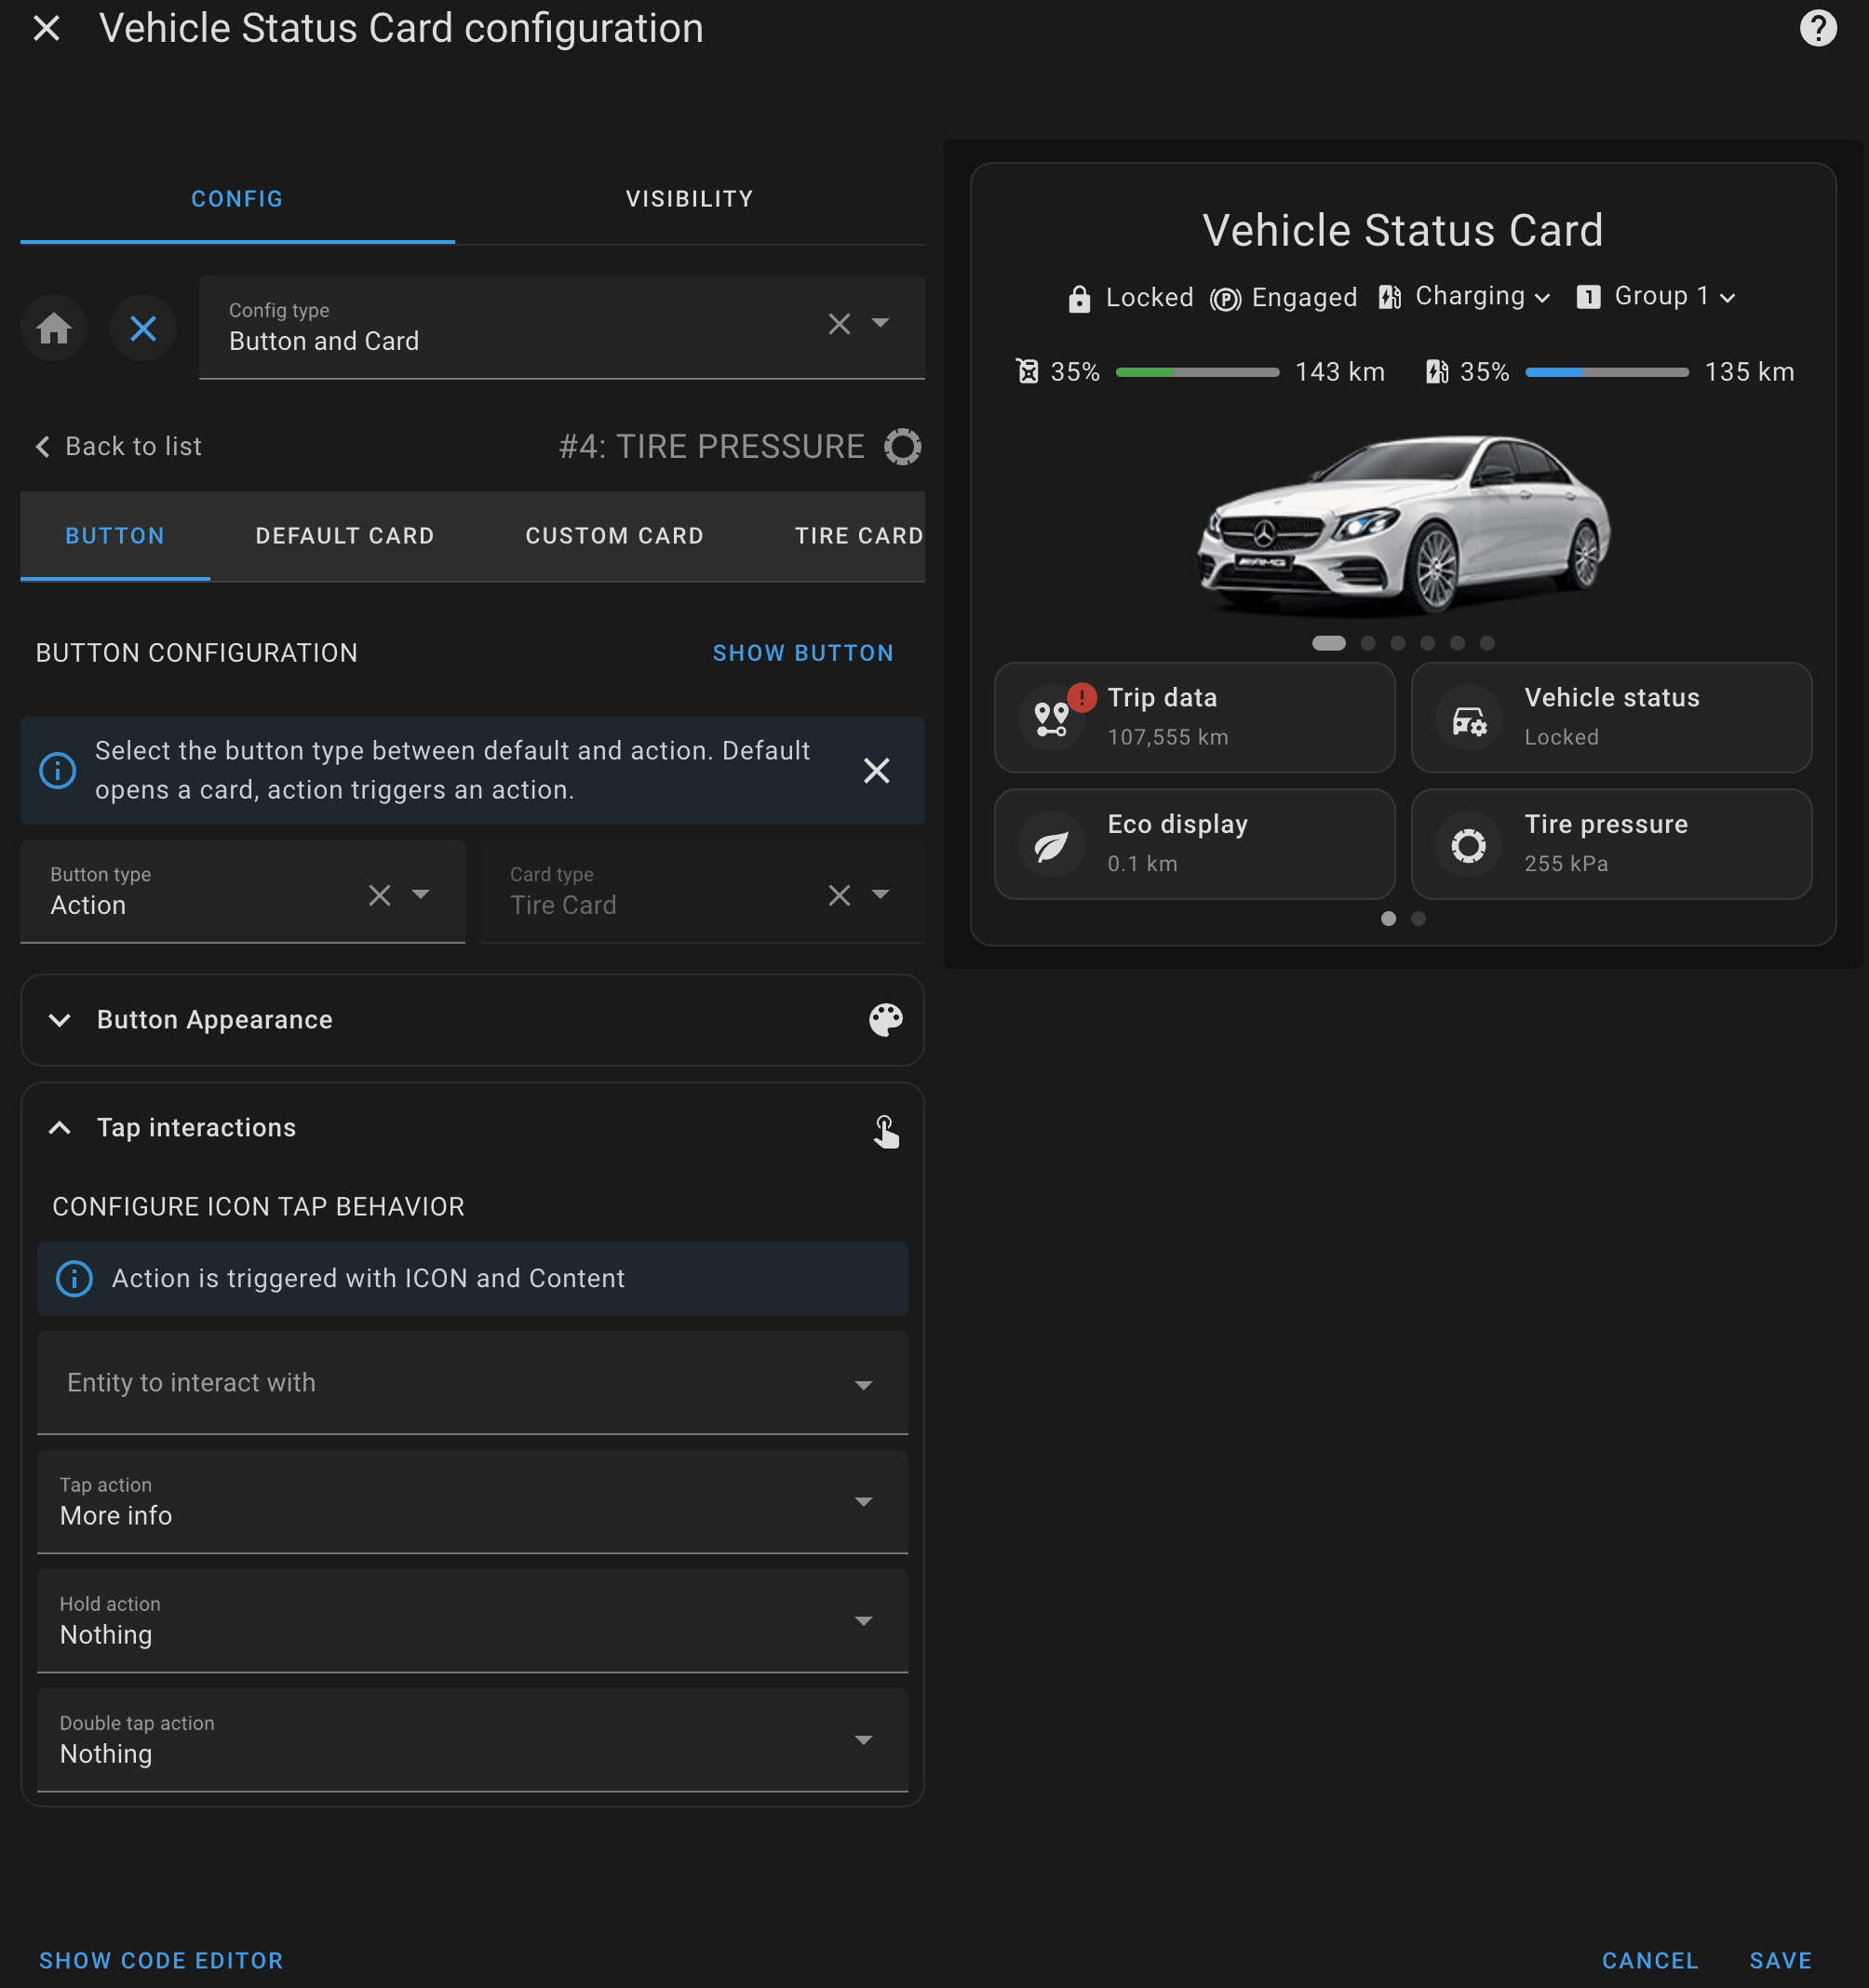 Vehicle Status Card configuration
CONFIG
VISIBILITY
Config type
Button and Card
Back to list
#4: TIRE PRESSURE
BUTTON
DEFAULT CARD
CUSTOM CARD
TIRE CARD
BUTTON CONFIGURATION
SHOW BUTTON
Select the button type between default and action. Default
opens a card, action triggers an action.
Button type
Action
Card type
Tire Card
Button Appearance
Tap interactions
CONFIGURE ICON TAP BEHAVIOR
Action is triggered with ICON and Content
Entity to interact with
Tap action
More info
Hold action
Nothing
Double tap action
Nothing
Vehicle Status Card
Locked
Engaged
Charging
1
Group 1
35%
143 km
35%
135 km
AMG
Trip data
107,555 km
Vehicle status
Locked
Eco display
0.1 km
Tire pressure
255 kPa
SHOW CODE EDITOR
CANCEL
SAVE